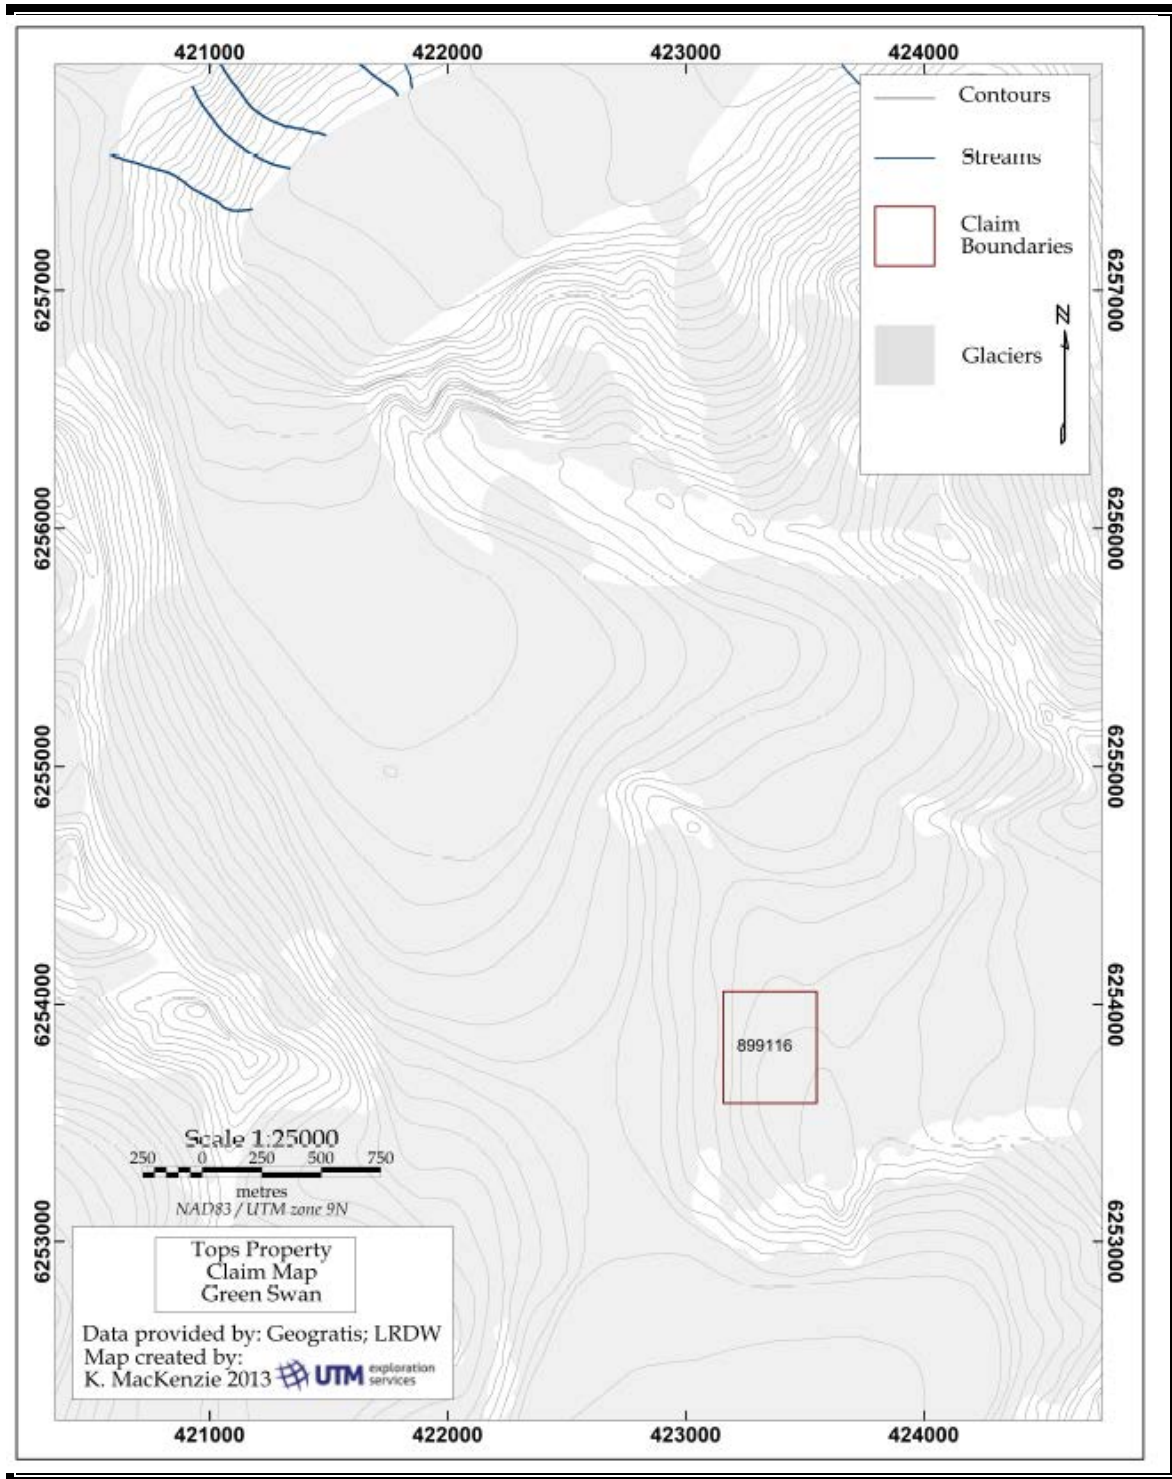 421000 422000 423000 424000
Contours
Streams
Claim
Boundaries
Glaciers
N
6257000
6256000
6255000
6254000
6253000
6257000
6256000
6255000
6254000
6253000
899116
Scale 1:25000
250 0 250 500 750
metres
NAD83 / UTM zone 9N
Tops Property
Claim Map
Green Swan
Data provided by: Geogratis; LRDW
Map created by:
K. MacKenzie 2013 UTM exploration services
421000 422000 423000 424000